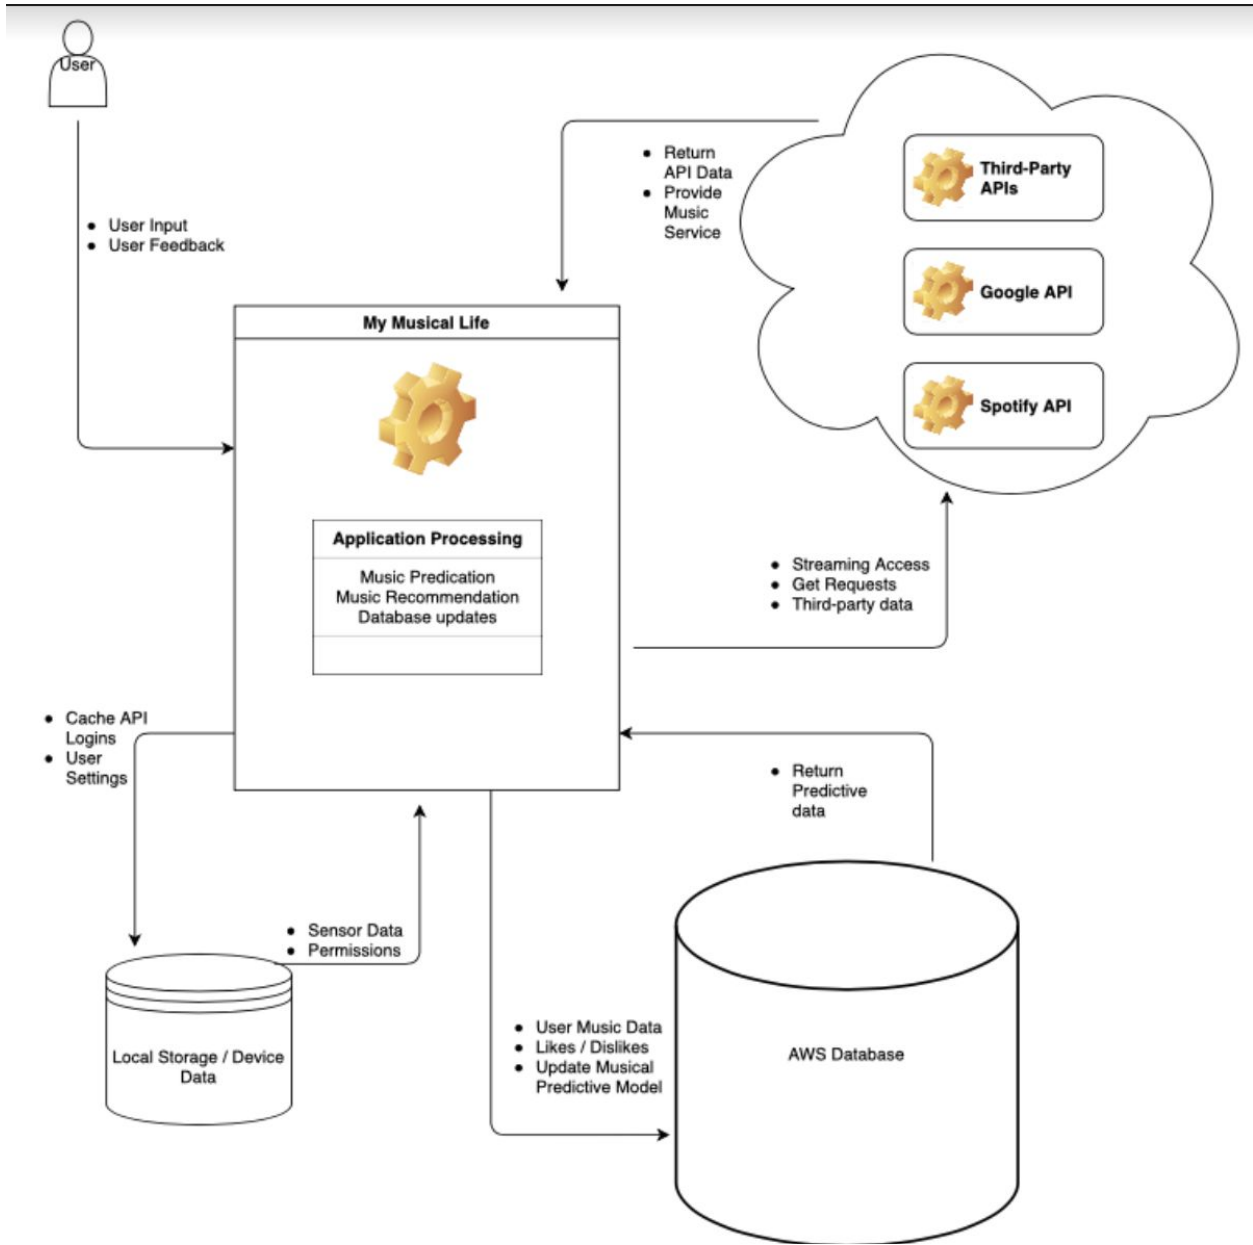 User
● User Input
● User Feedback
● Return
API Data
● Provide
Music
Service
Third-Party
APIs
Google API
Spotify API
My Musical Life
Application Processing
Music Predication
Music Recommendation
Database updates
● Streaming Access
● Get Requests
● Third-party data
● Cache API
Logins
● User
Settings
● Return
Predictive
data
● Sensor Data
● Permissions
Local Storage / Device
Data
● User Music Data
● Likes / Dislikes
● Update Musical
Predictive Model
AWS Database